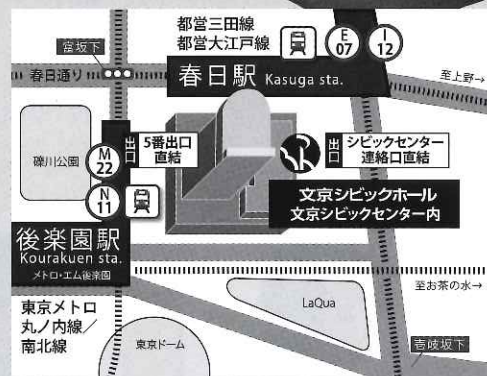 都営三田線
都営大江戸線
E
07
I
12
富坂下
春日通り
春日駅 Kasuga sta.
至上野→
礫川公園
M
22
N
11
出口
5番出口
直結
出口
シビックセンター
連絡口直結
文京シビックホール
文京シビックセンター内
後楽園駅
Kourakuen sta.
メトロ・エム後楽園
至お茶の水→
東京メトロ
丸ノ内線／
南北線
LaQua
東京ドーム
壱岐坂下